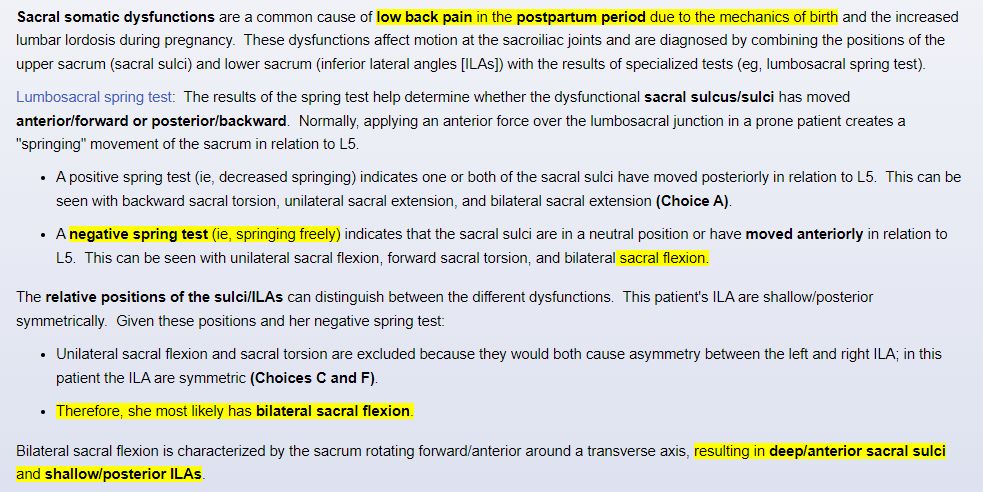 Sacral somatic dysfunctions are a common cause of low back pain in the postpartum period due to the mechanics of birth and the increased
lumbar lordosis during pregnancy.  These dysfunctions affect motion at the sacroiliac joints and are diagnosed by combining the positions of the
upper sacrum (sacral sulci) and lower sacrum (inferior lateral angles [ILAs]) with the results of specialized tests (eg, lumbosacral spring test).
Lumbosacral spring test:  The results of the spring test help determine whether the dysfunctional sacral sulcus/sulci has moved
anterior/forward or posterior/backward.  Normally, applying an anterior force over the lumbosacral junction in a prone patient creates a
"springing" movement of the sacrum in relation to L5.
• A positive spring test (ie, decreased springing) indicates one or both of the sacral sulci have moved posteriorly in relation to L5.  This can be
seen with backward sacral torsion, unilateral sacral extension, and bilateral sacral extension (Choice A).
• A negative spring test (ie, springing freely) indicates that the sacral sulci are in a neutral position or have moved anteriorly in relation to
L5.  This can be seen with unilateral sacral flexion, forward sacral torsion, and bilateral sacral flexion.
The relative positions of the sulci/ILAs can distinguish between the different dysfunctions.  This patient's ILA are shallow/posterior
symmetrically.  Given these positions and her negative spring test:
• Unilateral sacral flexion and sacral torsion are excluded because they would both cause asymmetry between the left and right ILA; in this
patient the ILA are symmetric (Choices C and F).
• Therefore, she most likely has bilateral sacral flexion.
Bilateral sacral flexion is characterized by the sacrum rotating forward/anterior around a transverse axis, resulting in deep/anterior sacral sulci
and shallow/posterior ILAs.